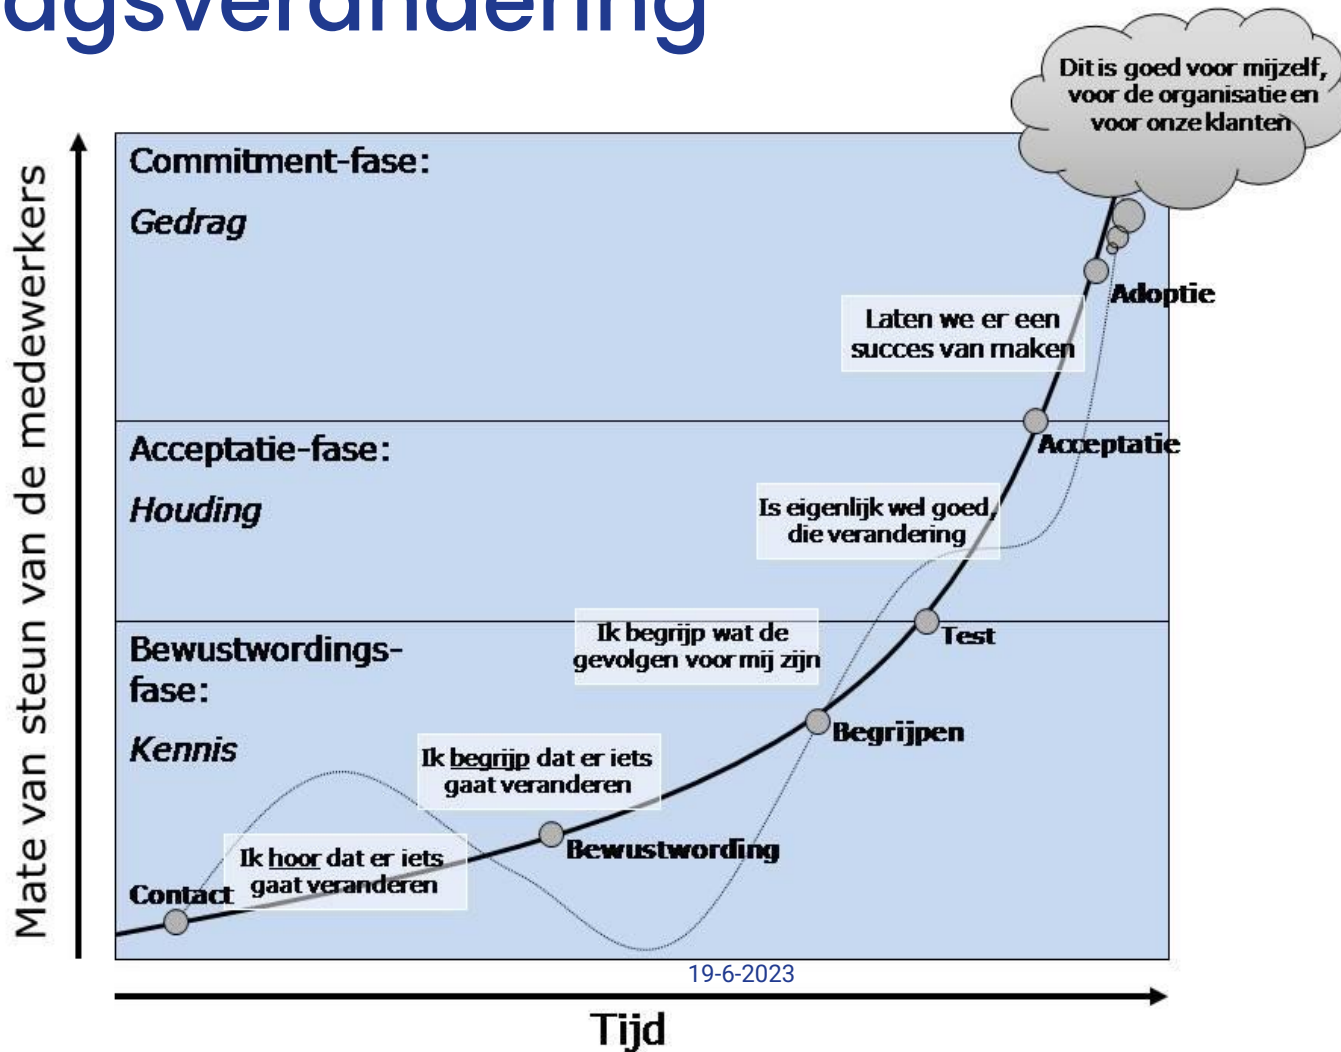 agsverandering
Dit is goed voor mijzelf,
voor de organisatie en
voor onze klanten
Commitment-fase:
Gedrag
Adoptie
Laten we er een
succes van maken
Acceptatie
Acceptatie-fase:
Houding
Is eigenlijk wel goed,
die verandering
Test
Ik begrijp wat de
gevolgen voor mij zijn
Bewustwordings-
fase:
Kennis
Begrijpen
Ik begrijp dat er iets
gaat veranderen
Bewustwording
Ik hoor dat er iets
gaat veranderen
Contact
Mate van steun van de medewerkers
19-6-2023
Tijd